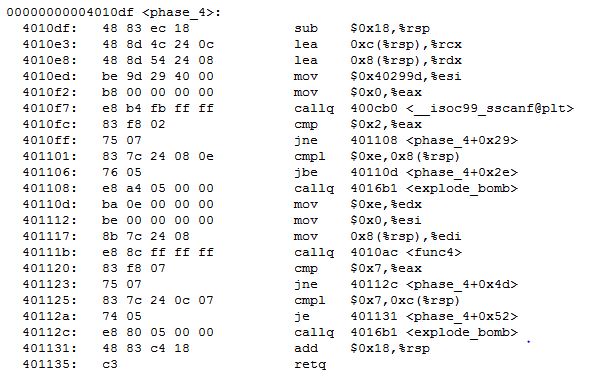 00000000004010df <phase_4>:
4010df: 48 83 ec 18 sub $0x18,%rsp
4010e3: 48 8d 4c 24 0c lea 0xc(%rsp),%rcx
4010e8: 48 8d 54 24 08 lea 0x8(%rsp),%rdx
4010ed: be 9d 29 40 00 mov $0x40299d,%esi
4010f2: b8 00 00 00 00 mov $0x0,%eax
4010f7: e8 b4 fb ff ff callq 400cb0 <__isoc99_sscanf@plt>
4010fc: 83 f8 02 cmp $0x2,%eax
4010ff: 75 07 jne 401108 <phase_4+0x29>
401101: 83 7c 24 08 0e cmpl $0xe,0x8(%rsp)
401106: 76 05 jbe 40110d <phase_4+0x2e>
401108: e8 a4 05 00 00 callq 4016b1 <explode_bomb>
40110d: ba 0e 00 00 00 mov $0xe,%edx
401112: be 00 00 00 00 mov $0x0,%esi
401117: 8b 7c 24 08 mov 0x8(%rsp),%edi
40111b: e8 8c ff ff ff callq 4010ac <func4>
401120: 83 f8 07 cmp $0x7,%eax
401123: 75 07 jne 40112c <phase_4+0x4d>
401125: 83 7c 24 0c 07 cmpl $0x7,0xc(%rsp)
40112a: 74 05 je 401131 <phase_4+0x52>
40112c: e8 80 05 00 00 callq 4016b1 <explode_bomb>
401131: 48 83 c4 18 add $0x18,%rsp
401135: c3 retq